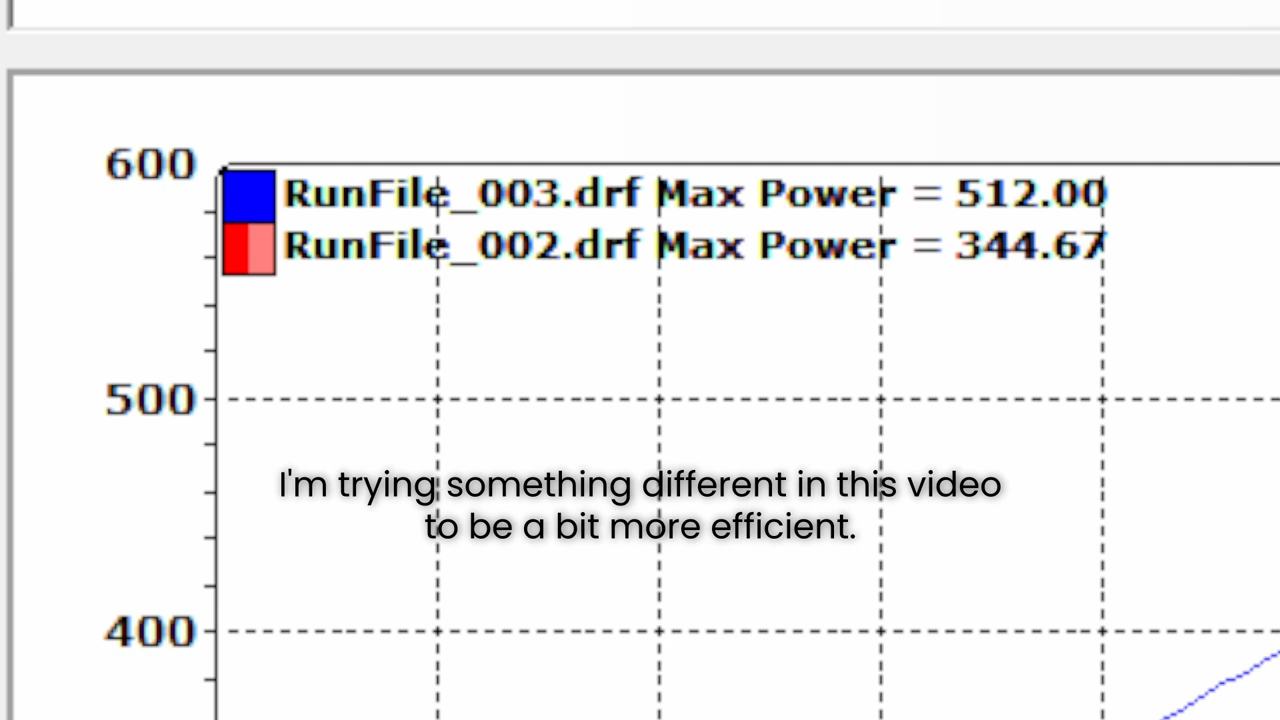 600
RunFile_003.drf Max Power = 512.00
RunFile_002.drf Max Power = 344.67
500
I'm trying something different in this video
to be a bit more efficient.
400